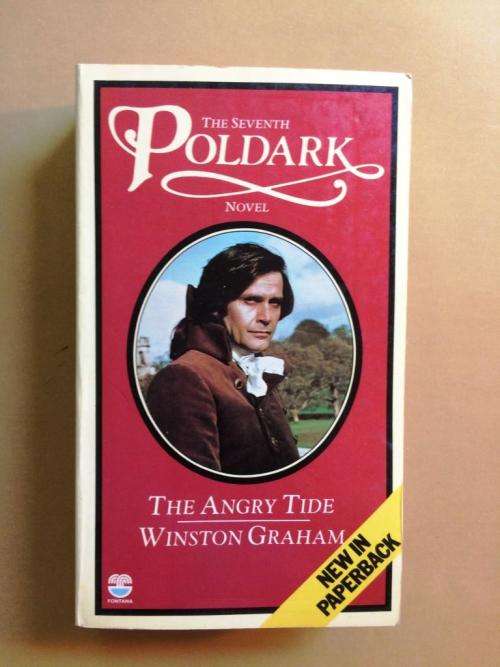 THE SEVENTH
POLDARK
NOVEL
THE ANGRY TIDE
WINSTON GRAHAM
NEW IN
PAPERBACK
FONTANA